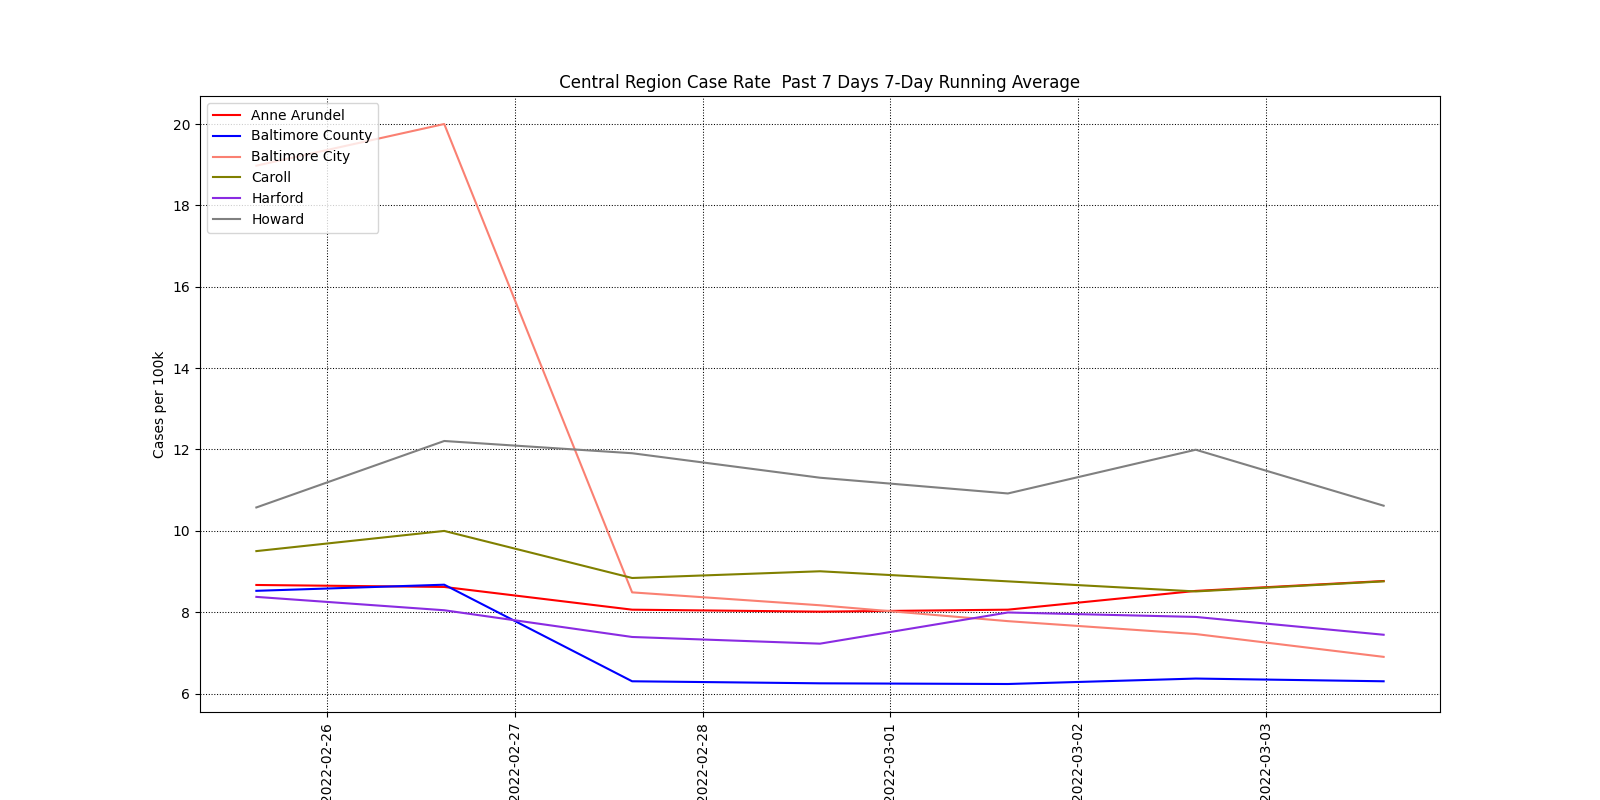 Central Region Case Rate  Past 7 Days 7-Day Running Average
Anne Arundel
Baltimore County
Baltimore City
Caroll
Harford
Howard
Cases per 100k
20
18
16
14
12
10
8
6
2022-02-26
2022-02-27
2022-02-28
2022-03-01
2022-03-02
2022-03-03